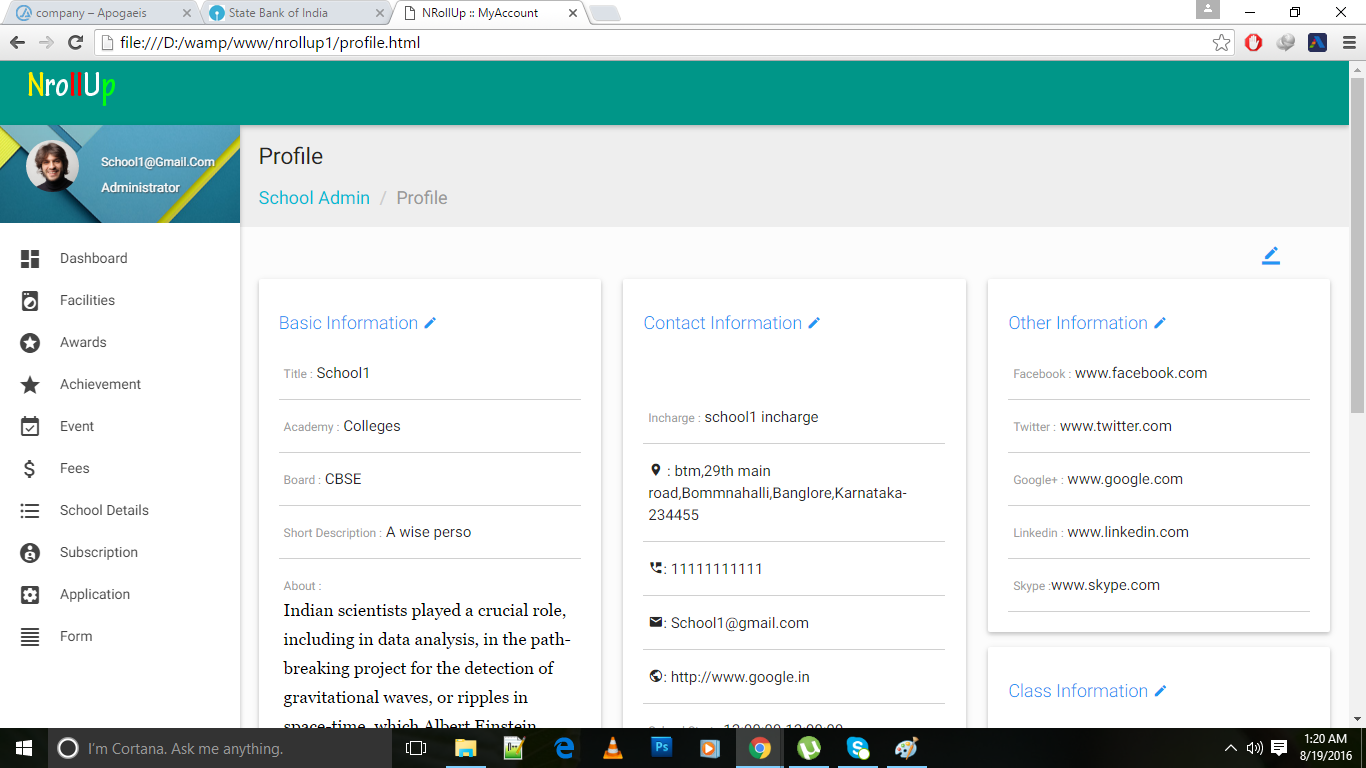 company – Apogaeis
State Bank of India
NRollUp :: MyAccount
file:///D:/wamp/www/nrollup1/profile.html
NrollUp
School1@Gmail.Com
Administrator
Dashboard
Facilities
Awards
Achievement
Event
Fees
School Details
Subscription
Application
Form
Profile
School Admin / Profile
Basic Information
Title : School1
Academy : Colleges
Board : CBSE
Short Description : A wise perso
About :
Indian scientists played a crucial role,
including in data analysis, in the path-
breaking project for the detection of
gravitational waves, or ripples in
space-time, which Albert Einstein
Contact Information
Incharge : school1 incharge
: btm,29th main
road,Bommnahalli,Banglore,Karnataka-
234455
: 11111111111
: School1@gmail.com
: http://www.google.in
Other Information
Facebook : www.facebook.com
Twitter : www.twitter.com
Google+ : www.google.com
Linkedin : www.linkedin.com
Skype :www.skype.com
Class Information
I'm Cortana. Ask me anything.
Ps
1:20 AM
8/19/2016